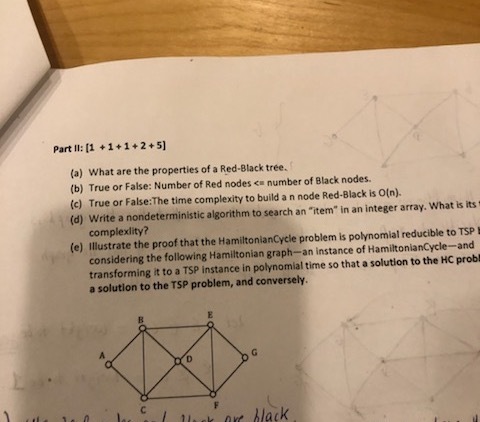 Part II: [1 +1+1+2+5]
(a) What are the properties of a Red-Black tree.
(b) True or False: Number of Red nodes <= number of Black nodes.
(c) True or False:The time complexity to build a n node Red-Black is O(n).
(d) Write a nondeterministic algorithm to search an "item" in an integer array. What is its
complexlity?
(e) Illustrate the proof that the HamiltonianCycle problem is polynomial reducible to TSP
considering the following Hamiltonian graph—an instance of HamiltonianCycle—and
transforming it to a TSP instance in polynomial time so that a solution to the HC
a solution to the TSP problem, and conversely.
B E
A D G
C F
black are black